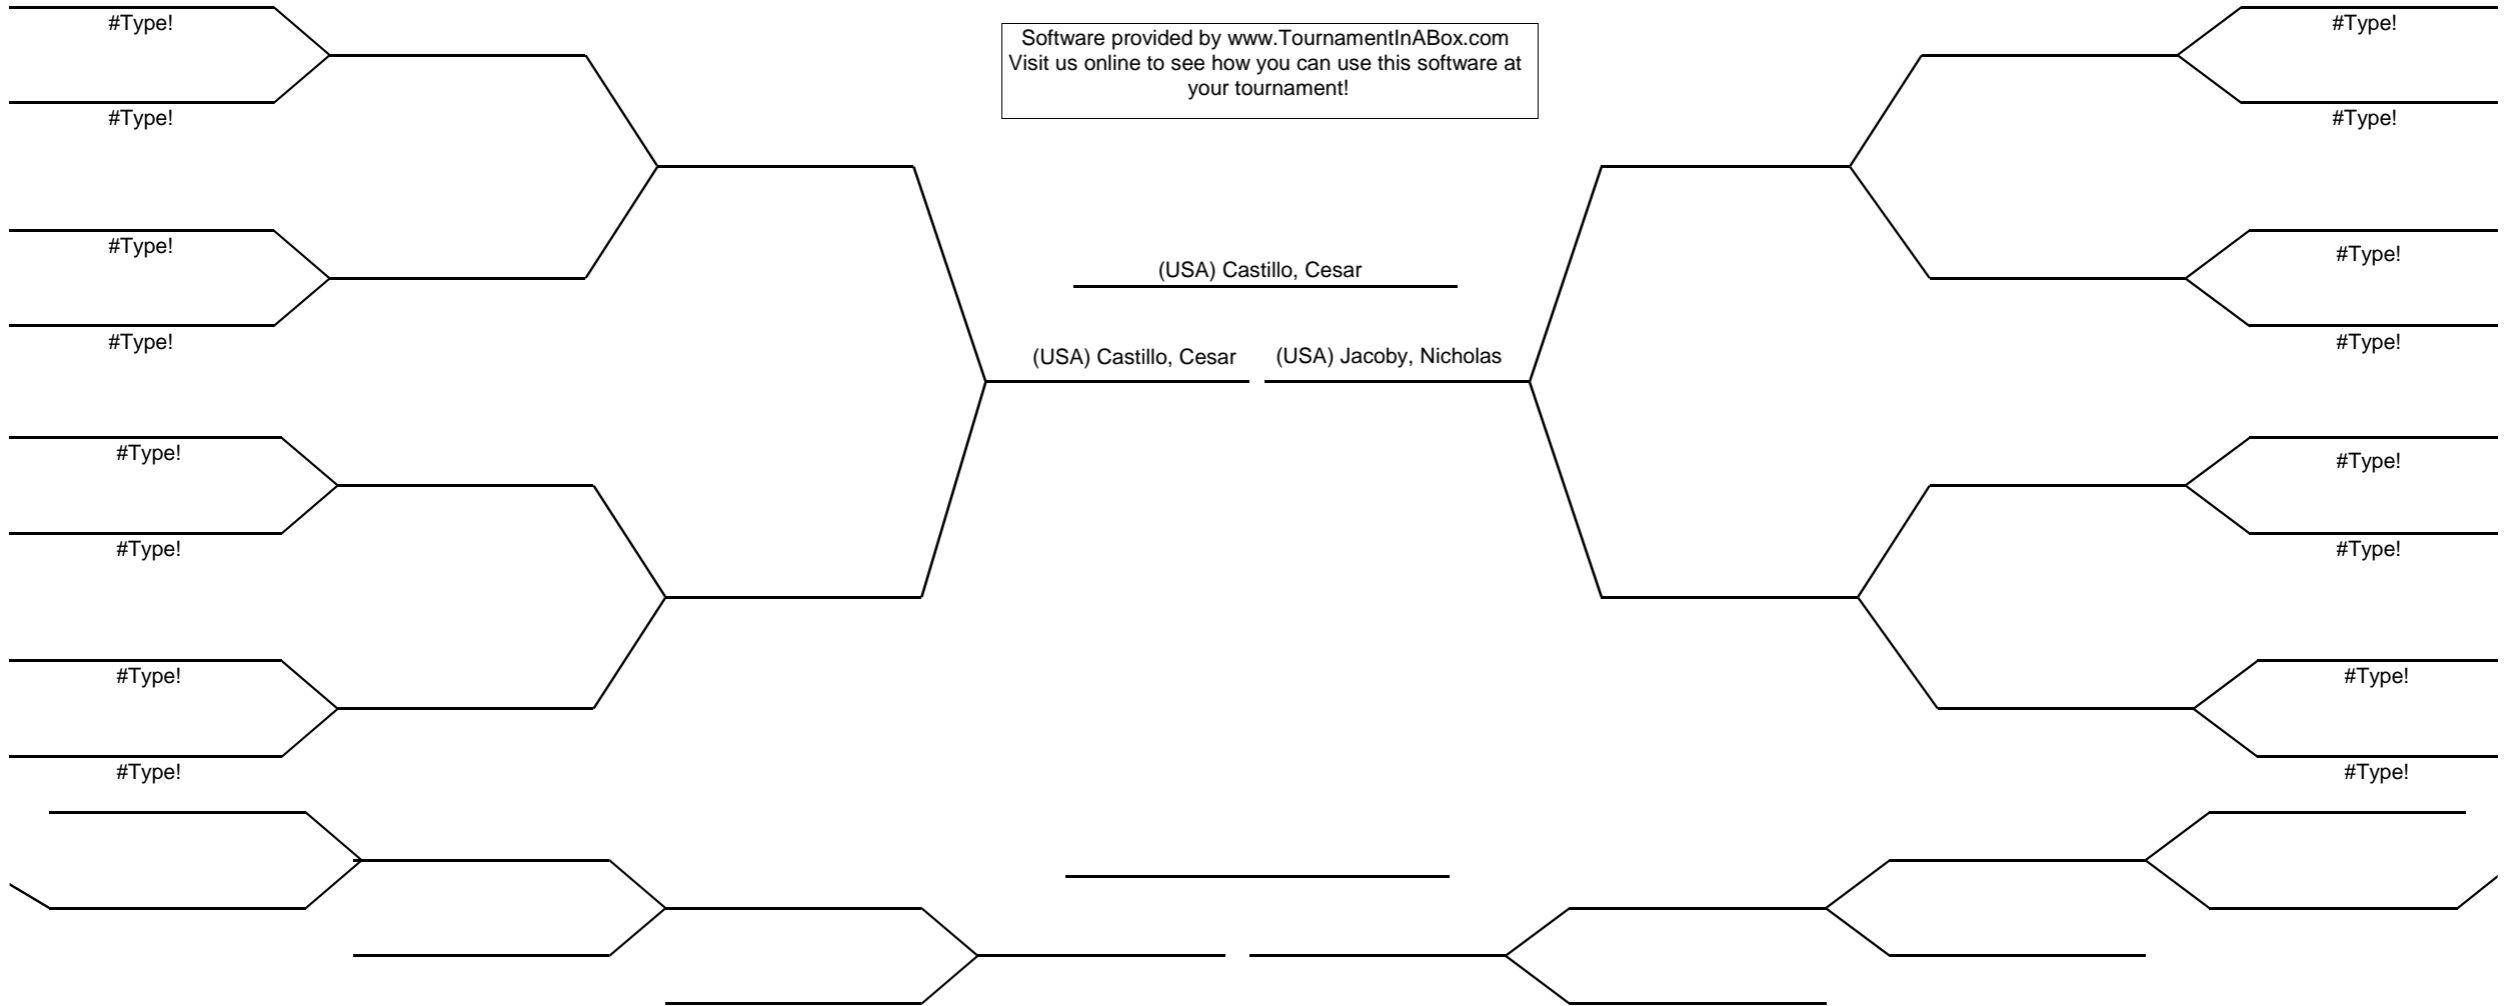 #Type!
#Type!
Software provided by www.TournamentInABox.com
Visit us online to see how you can use this software at
your tournament!
#Type!
#Type!
#Type!
#Type!
(USA) Castillo, Cesar
#Type!
#Type!
(USA) Castillo, Cesar
(USA) Jacoby, Nicholas
#Type!
#Type!
#Type!
#Type!
#Type!
#Type!
#Type!
#Type!